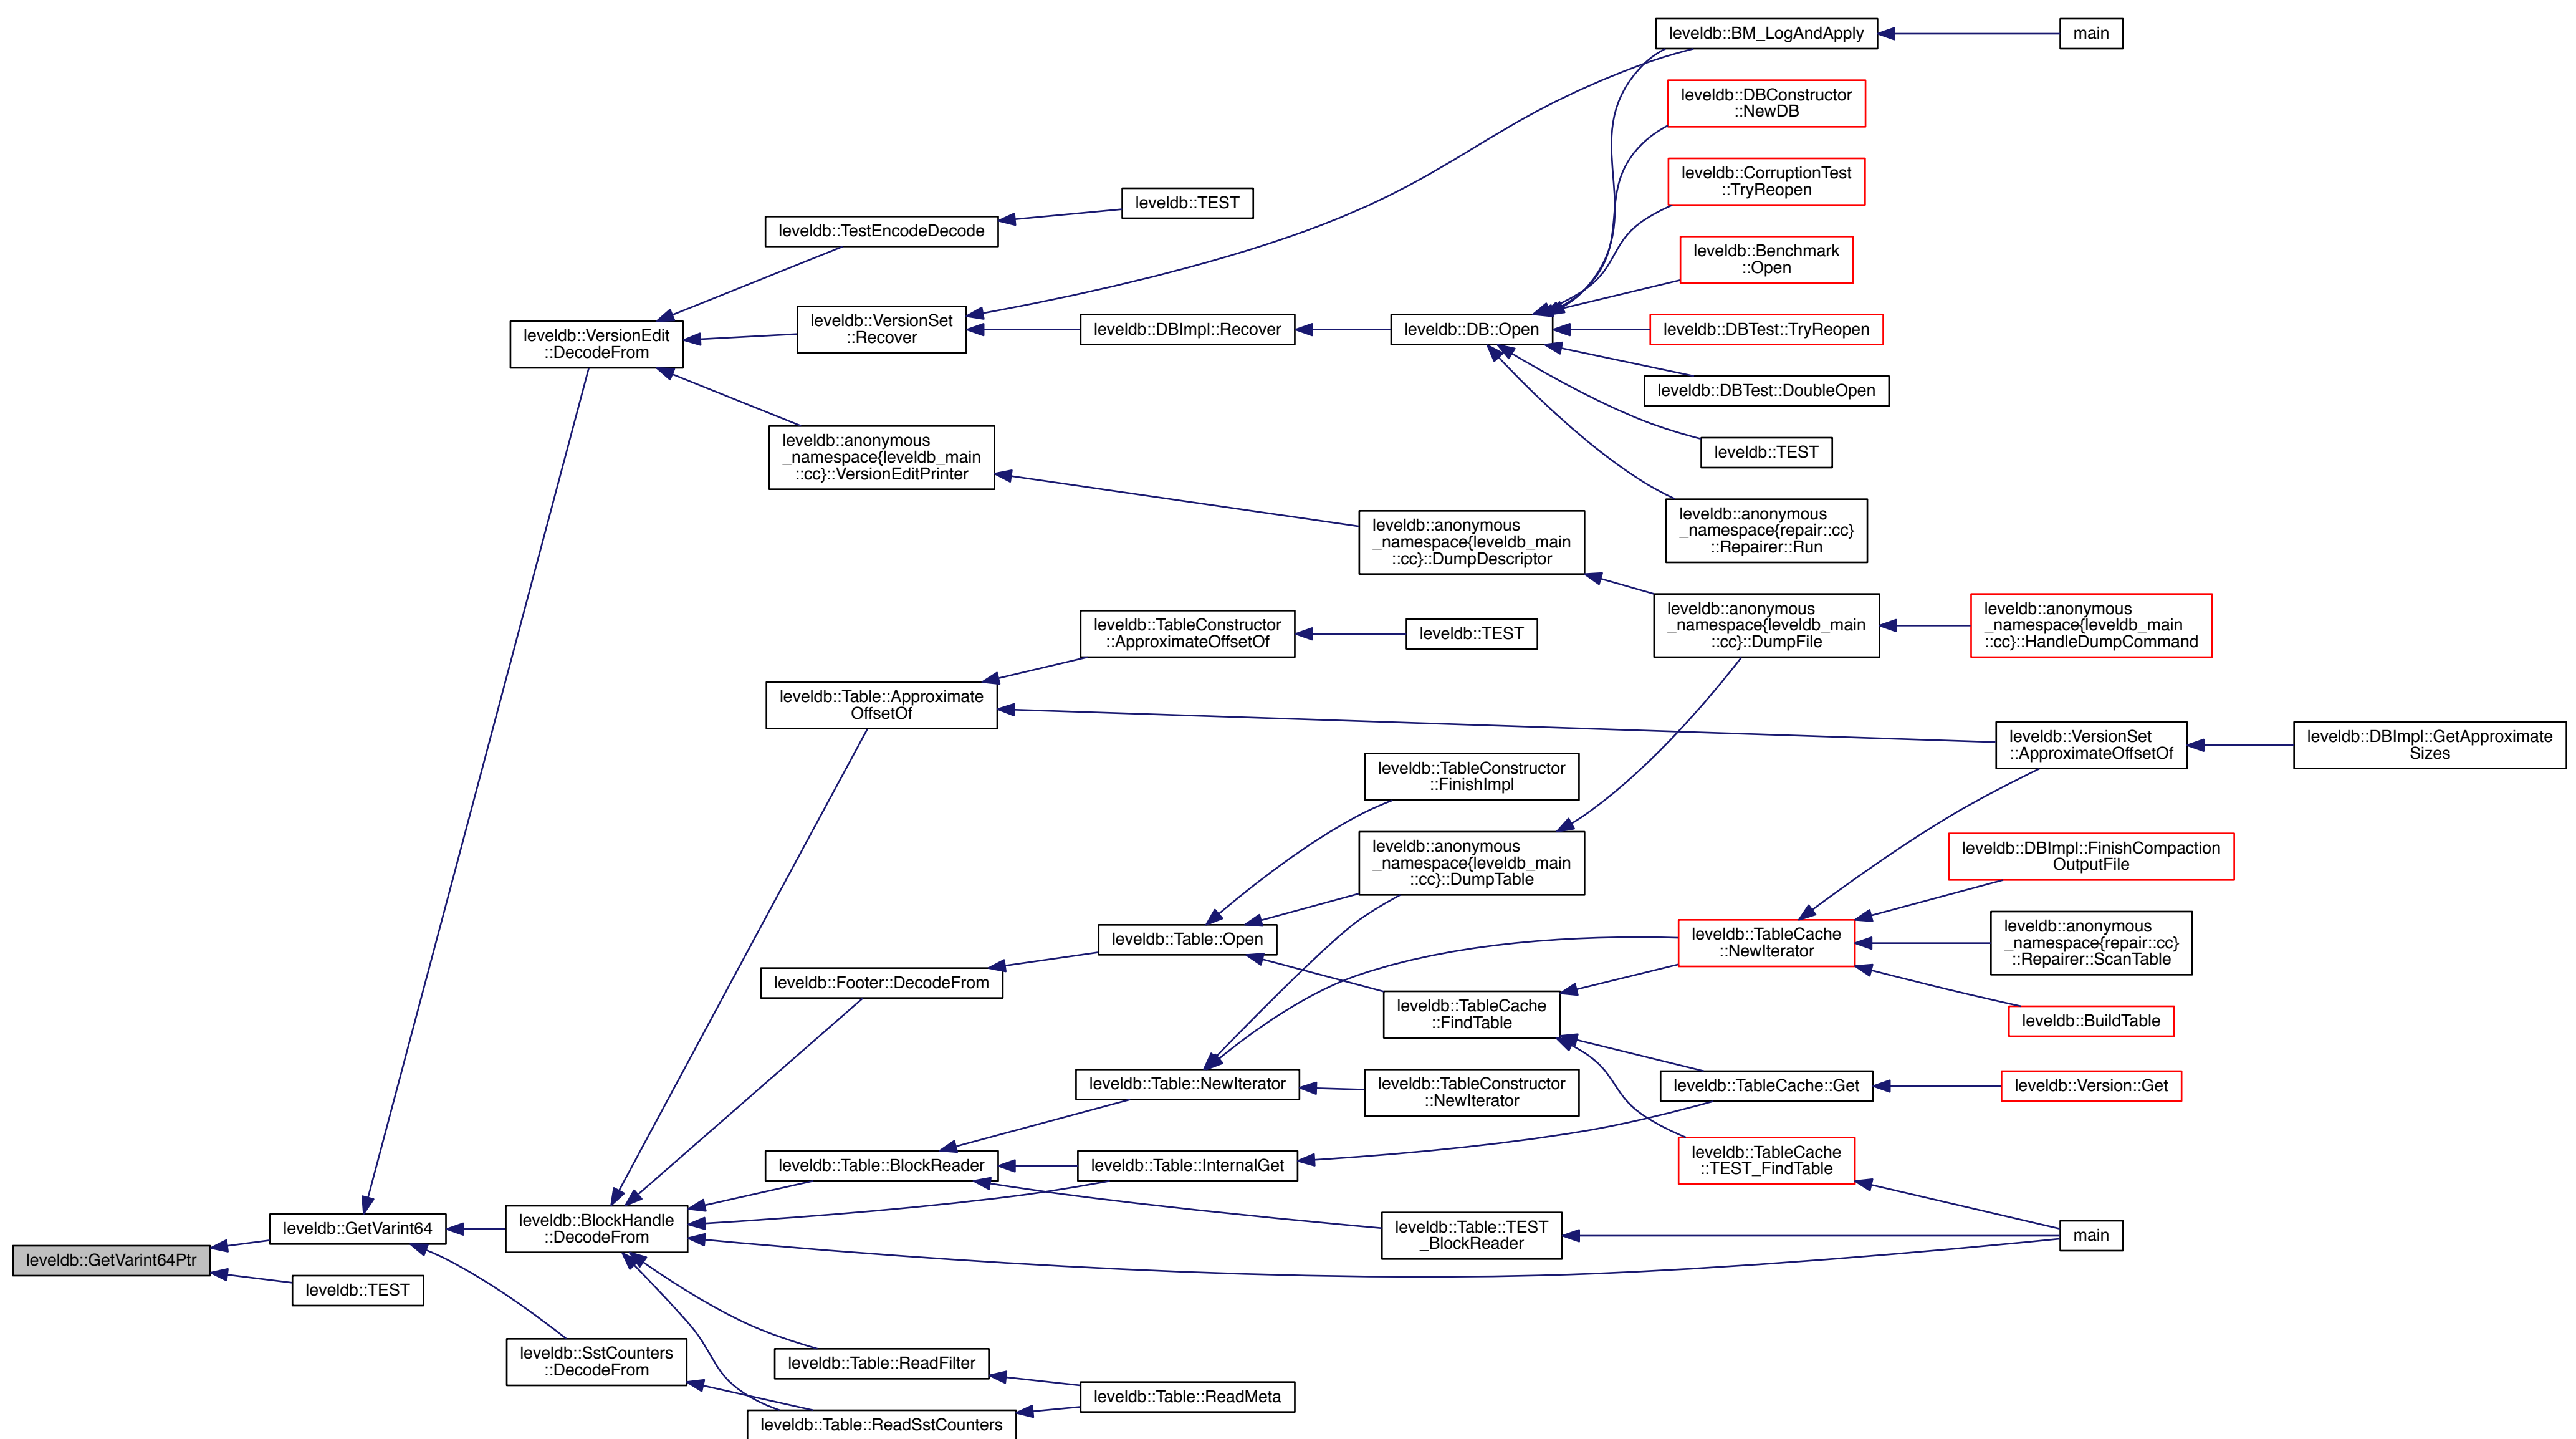 leveldb::BM_LogAndApply
main
leveldb::DBConstructor
::NewDB
leveldb::CorruptionTest
::TryReopen
leveldb::TEST
leveldb::TestEncodeDecode
leveldb::Benchmark
::Open
leveldb::VersionEdit
::DecodeFrom
leveldb::VersionSet
::Recover
leveldb::DBImpl::Recover
leveldb::DB::Open
leveldb::DBTest::TryReopen
leveldb::DBTest::DoubleOpen
leveldb::anonymous
_namespace{leveldb_main
::cc}::VersionEditPrinter
leveldb::TEST
leveldb::anonymous
_namespace{leveldb_main
::cc}::DumpDescriptor
leveldb::anonymous
_namespace{repair::cc}
::Repairer::Run
leveldb::TableConstructor
::ApproximateOffsetOf
leveldb::TEST
leveldb::anonymous
_namespace{leveldb_main
::cc}::DumpFile
leveldb::anonymous
_namespace{leveldb_main
::cc}::HandleDumpCommand
leveldb::Table::Approximate
OffsetOf
leveldb::VersionSet
::ApproximateOffsetOf
leveldb::DBImpl::GetApproximate
Sizes
leveldb::TableConstructor
::FinishImpl
leveldb::anonymous
_namespace{leveldb_main
::cc}::DumpTable
leveldb::DBImpl::FinishCompaction
OutputFile
leveldb::Table::Open
leveldb::TableCache
::NewIterator
leveldb::anonymous
_namespace{repair::cc}
::Repairer::ScanTable
leveldb::Footer::DecodeFrom
leveldb::TableCache
::FindTable
leveldb::BuildTable
leveldb::Table::NewIterator
leveldb::TableConstructor
::NewIterator
leveldb::TableCache::Get
leveldb::Version::Get
leveldb::Table::BlockReader
leveldb::Table::InternalGet
leveldb::TableCache
::TEST_FindTable
leveldb::GetVarint64Ptr
leveldb::GetVarint64
leveldb::BlockHandle
::DecodeFrom
leveldb::Table::TEST
_BlockReader
main
leveldb::TEST
leveldb::SstCounters
::DecodeFrom
leveldb::Table::ReadFilter
leveldb::Table::ReadMeta
leveldb::Table::ReadSstCounters